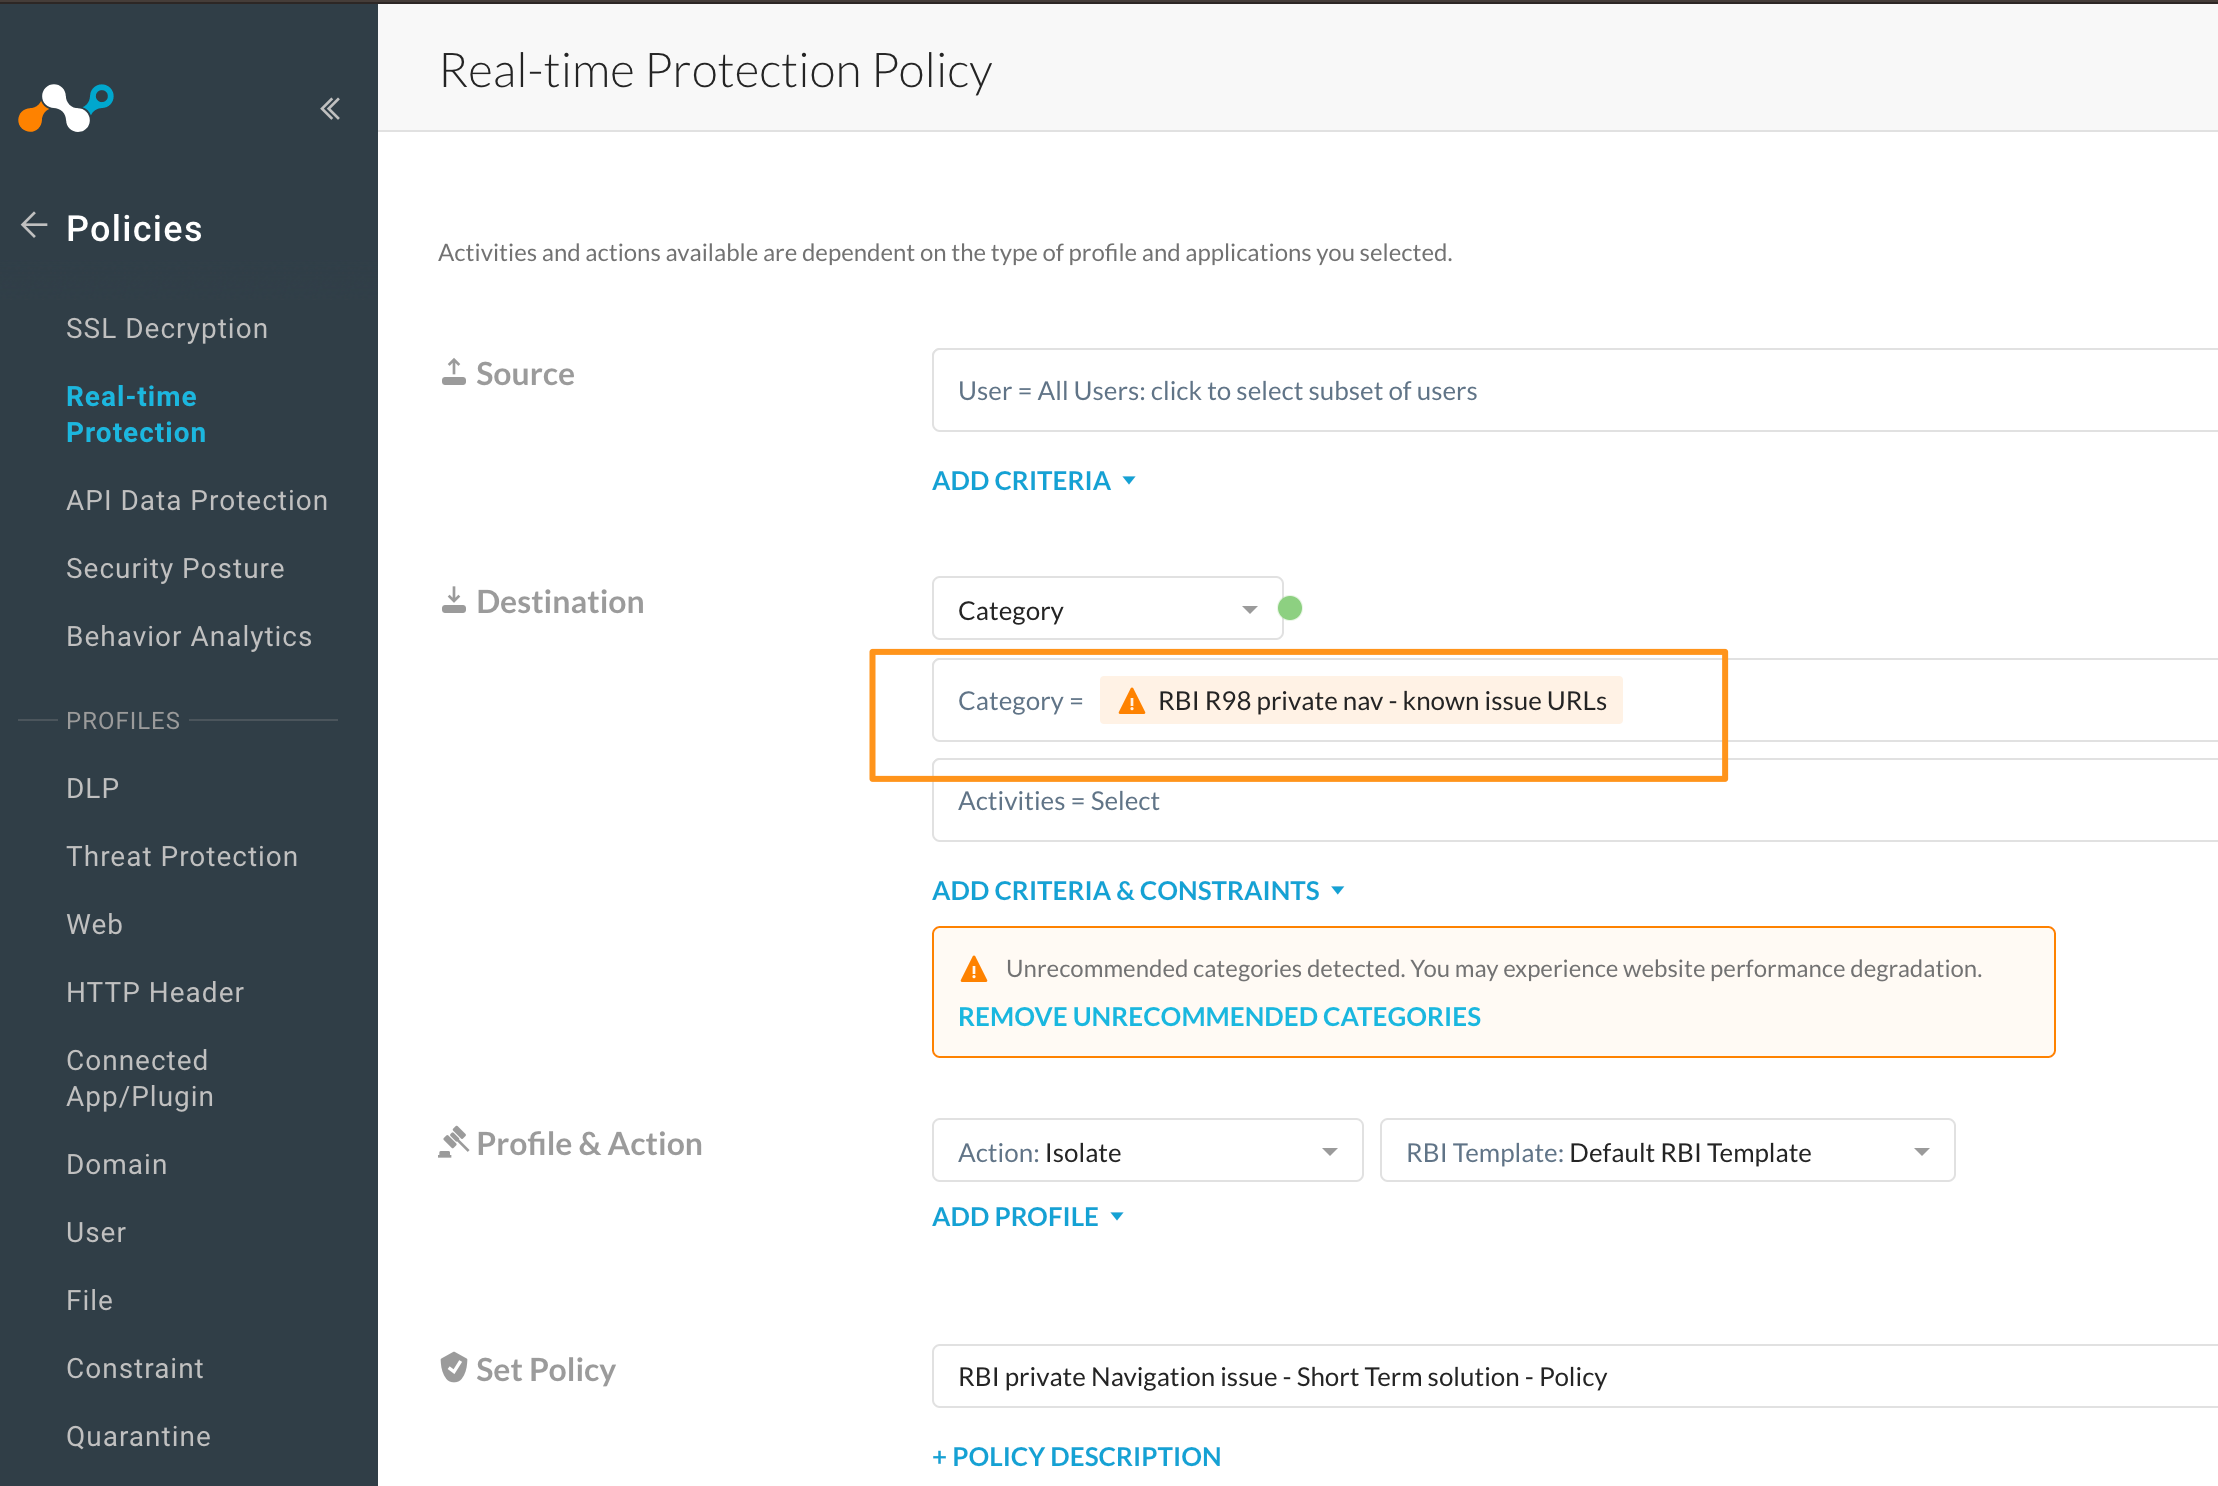 Real-time Protection Policy
Policies
SSL Decryption
Real-time
Protection
API Data Protection
Security Posture
Behavior Analytics
PROFILES
DLP
Threat Protection
Web
HTTP Header
Connected
App/Plugin
Domain
User
File
Constraint
Quarantine
Activities and actions available are dependent on the type of profile and applications you selected.
Source
User = All Users: click to select subset of users
ADD CRITERIA
Destination
Category
Category = RBI R98 private nav - known issue URLs
Activities = Select
ADD CRITERIA & CONSTRAINTS
Unrecommended categories detected. You may experience website performance degradation.
REMOVE UNRECOMMENDED CATEGORIES
Profile & Action
Action: Isolate
RBI Template: Default RBI Template
ADD PROFILE
Set Policy
RBI private Navigation issue - Short Term solution - Policy
+ POLICY DESCRIPTION